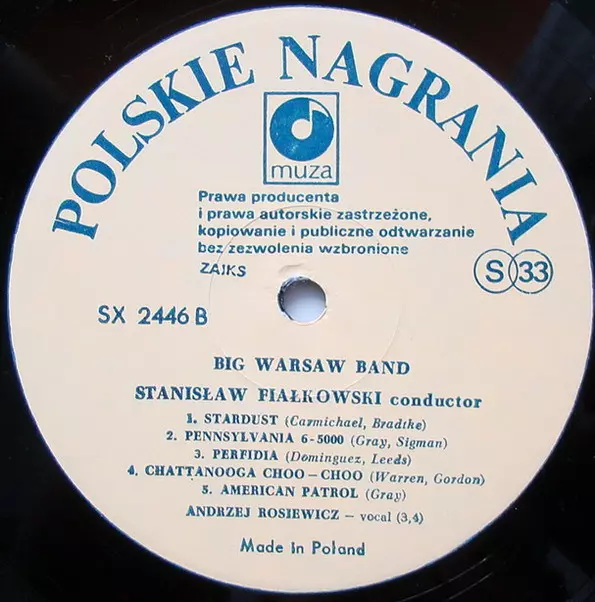 POLSKIE NAGRANIA
muza
Prawa producenta
i prawa autorskie zastrzeżone,
kopiowanie i publiczne odtwarzanie
bez zezwolenia wzbronione
ZAIKS
S 33
SX 2446 B
BIG WARSAW BAND
STANISŁAW FIAŁKOWSKI conductor
1. STARDUST (Carmichael, Bradtke)
2. PENNSYLVANIA 6-5000 (Gray, Sigman)
3. PERFIDIA (Dominguez, Leeds)
4. CHATTANOOGA CHOO – CHOO (Warren, Gordon)
5. AMERICAN PATROL (Gray)
ANDRZEJ ROSIEWICZ – vocal (3,4)
Made in Poland